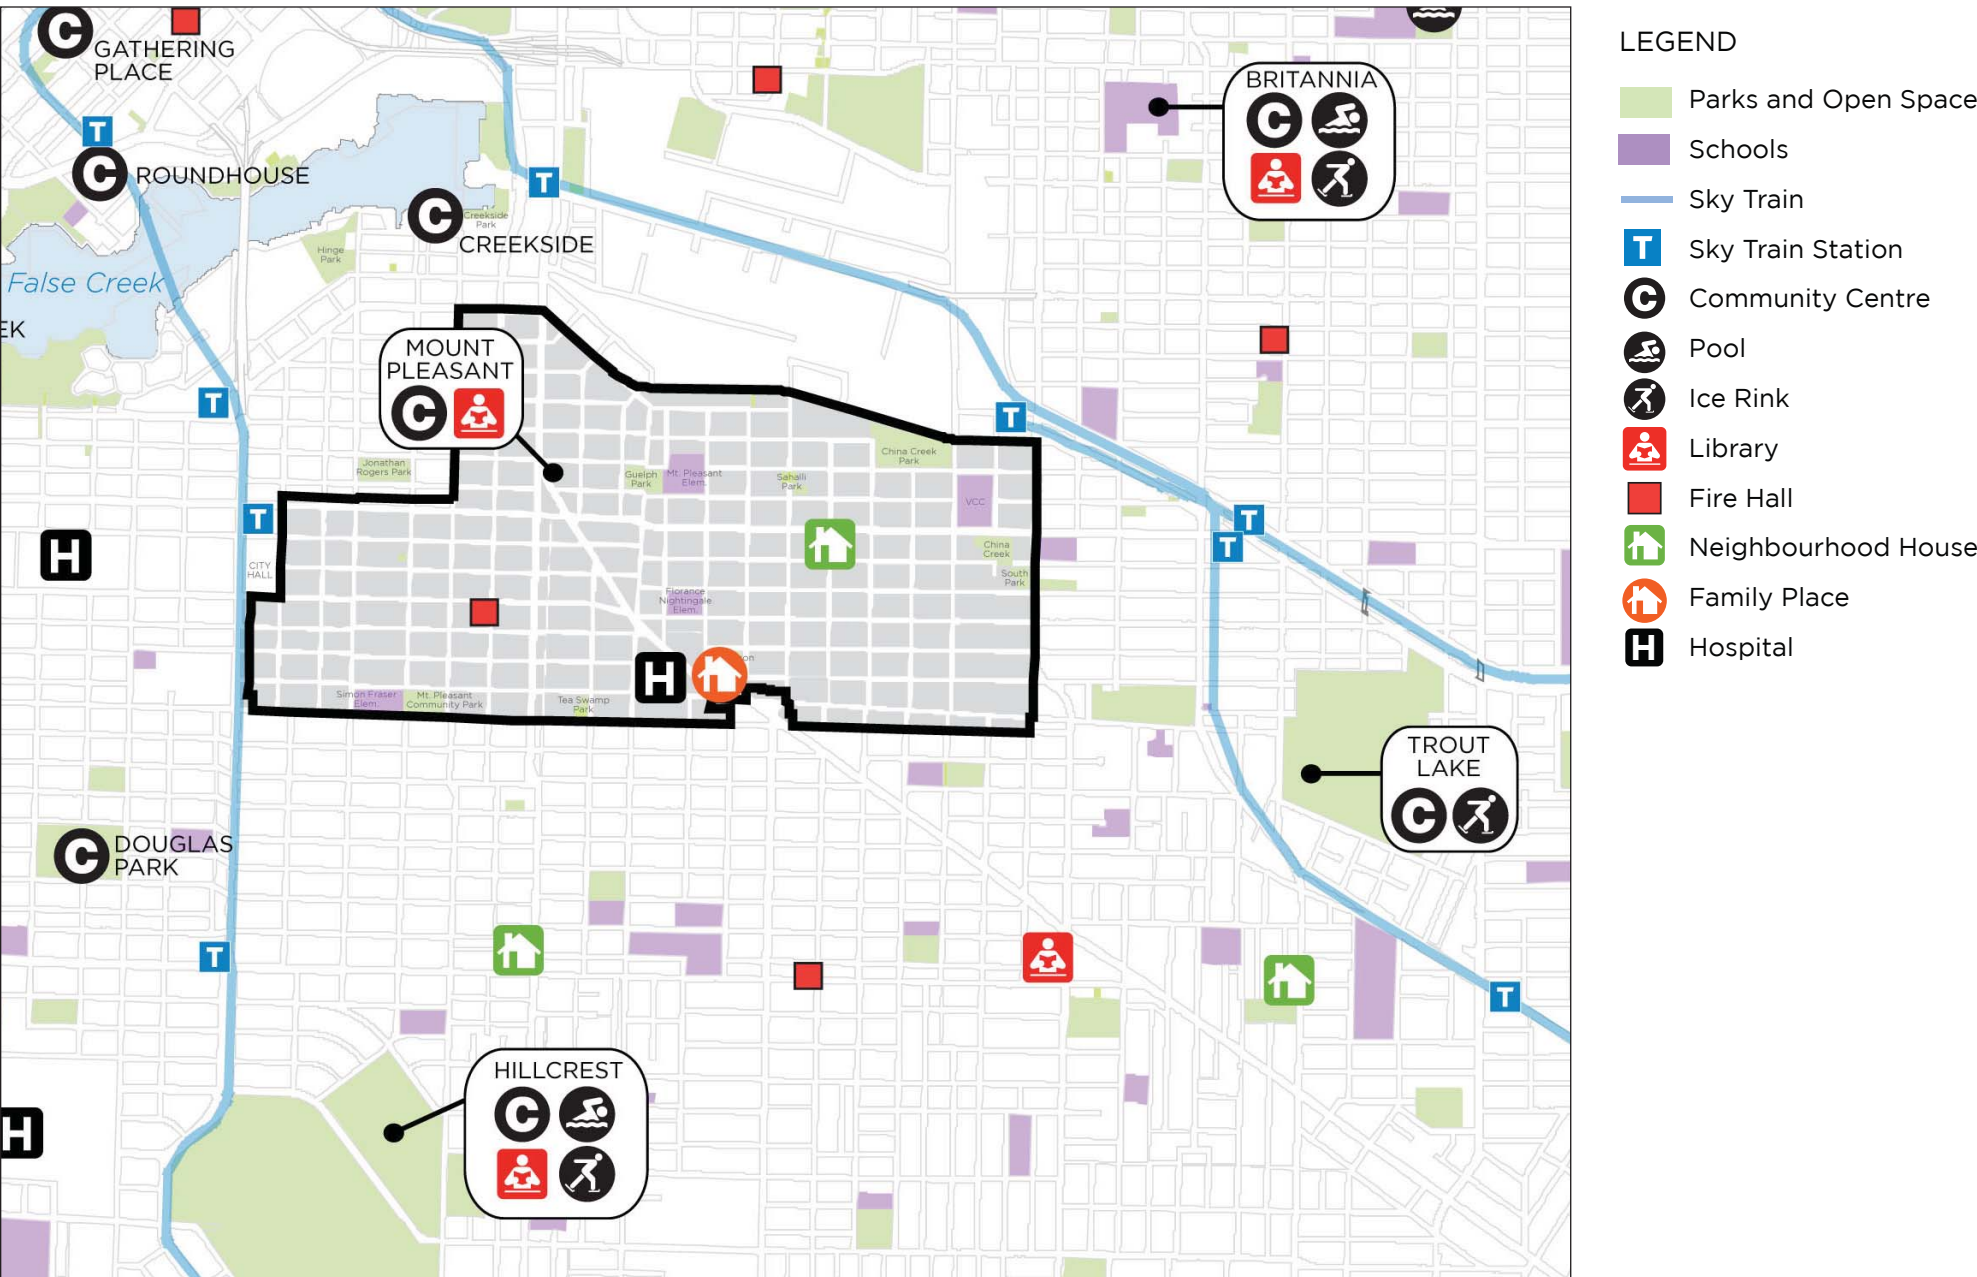 GATHERING
PLACE
ROUNDHOUSE
Creekside
Park
CREEKSIDE
Hinge
Park
False Creek
EK
BRITANNIA
C
C
C
C
T
T
MOUNT
PLEASANT
C
T
T
T
Jonathan
Rogers Park
Guelph
Park
Mt. Pleasant
Elem.
Sahalli
Park
China Creek
Park
VCC
T
T
T
H
CITY
HALL
China
Creek
South
Park
Florance
Nightingale
Elem.
H
on
Simon Fraser
Elem.
Mt. Pleasant
Community Park
Tea Swamp
Park
TROUT
LAKE
C
C
DOUGLAS
PARK
T
T
HILLCREST
C
H
LEGEND
Parks and Open Space
Schools
Sky Train
T Sky Train Station
C Community Centre
Pool
Ice Rink
Library
Fire Hall
Neighbourhood House
Family Place
H Hospital